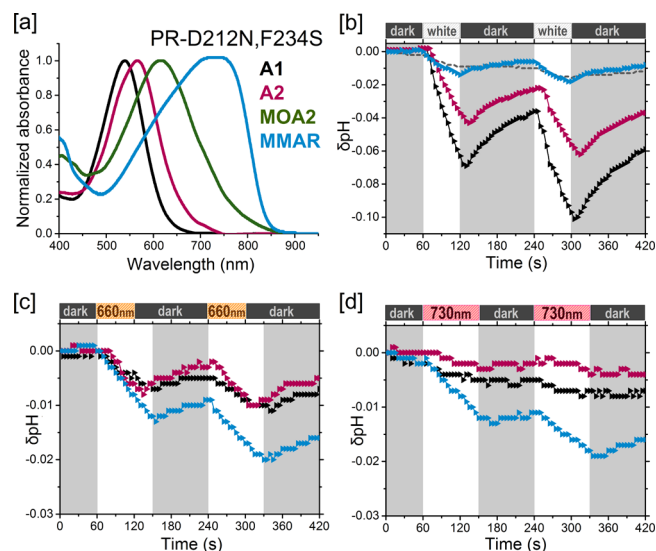 [a]
PR-D212N,F234S
A1
A2
MOA2
MMAR
1.0
0.8
0.6
0.4
0.2
0.0
Normalized absorbance
400 500 600 700 800 900
Wavelength (nm)
[b]
dark white dark white dark
0.00
-0.02
-0.04
-0.06
-0.08
-0.10
δpH
0 60 120 180 240 300 360 420
Time (s)
[c]
dark 660nm dark 660nm dark
0.00
-0.01
-0.02
-0.03
δpH
0 60 120 180 240 300 360 420
Time (s)
[d]
dark 730nm dark 730nm dark
0.00
-0.01
-0.02
-0.03
δpH
0 60 120 180 240 300 360 420
Time (s)